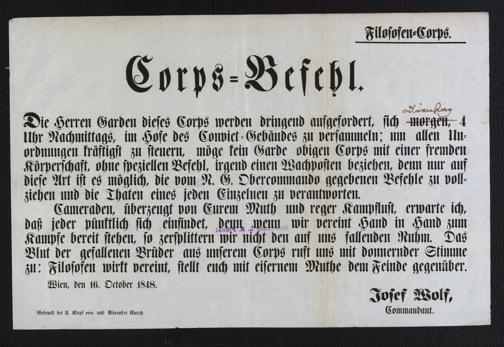 Filosofen-Corps.
Corps-Befehl.
Dienstag
Die Herren Garden dieses Corps werden dringend aufgefordert, sich morgen, 4
Uhr Nachmittags, im Hofe des Convict-Gebäudes zu versammeln; um allen Un-
ordnungen kräftigst zu steuern, möge kein Garde obigen Corps mit einer fremden
Körperschaft, ohne speziellen Befehl, irgend einen Wachposten beziehen, denn nur auf
diese Art ist es möglich, die vom N. G. Obercommando gegebenen Befehle zu voll-
ziehen und die Thaten eines jeden Einzelnen zu verantworten.
Cameraden, überzeugt von Eurem Muth und reger Kampflust, erwarte ich,
daß jeder pünktlich sich einfindet, denn wenn wir vereint Hand in Hand zum
Kampfe bereit stehen, so zersplittern wir nicht den auf uns fallenden Ruhm. Das
Blut der gefallenen Brüder aus unserem Corps ruft uns mit donnernder Stimme
zu: Filosofen wirkt vereint, stellt euch mit eisernem Muthe dem Feinde gegenüber.
Wien, den 16. October 1848.
Josef Wolf,
Commandant.
Gedruckt bei U. Klopf sen. und Alexander Eurich